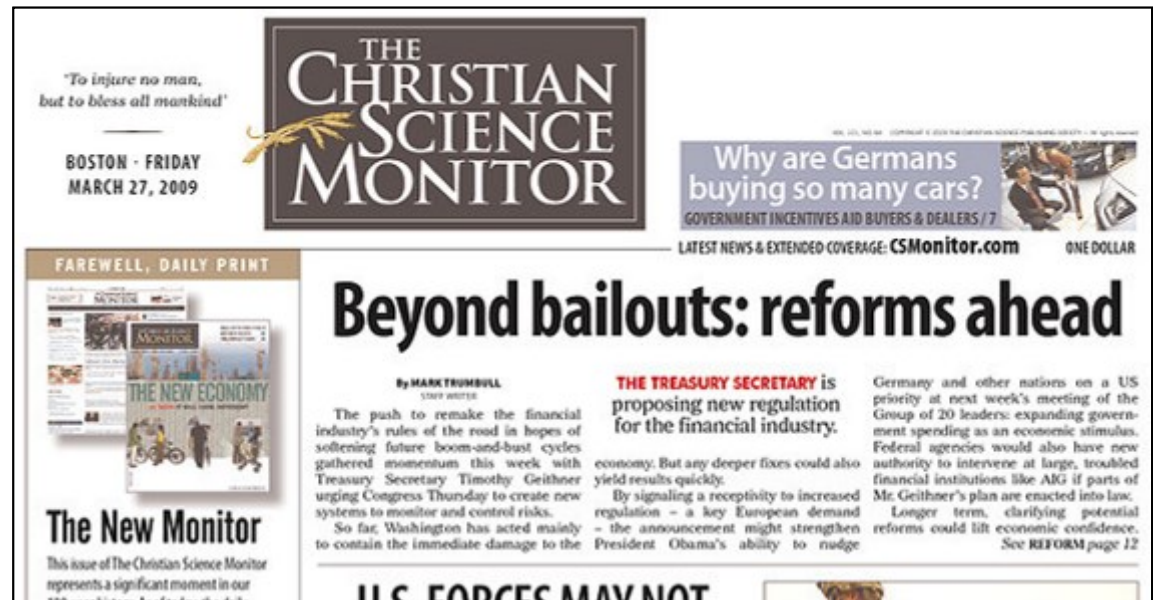 "To injure no man,
but to bless all mankind"
BOSTON · FRIDAY
MARCH 27, 2009
THE
CHRISTIAN
SCIENCE
MONITOR
Why are Germans
buying so many cars?
GOVERNMENT INCENTIVES AID BUYERS & DEALERS / 7
LATEST NEWS & EXTENDED COVERAGE: CSMonitor.com
ONE DOLLAR
FAREWELL, DAILY PRINT
MONITOR
MONITOR
THE NEW ECONOMY
The New Monitor
This issue of The Christian Science Monitor
represents a significant moment in our
Beyond bailouts: reforms ahead
By MARK TRUMBULL
STAFF WRITER
The push to remake the financial
industry's rules of the road in hopes of
softening future boom-and-bust cycles
gathered momentum this week with
Treasury Secretary Timothy Geithner
urging Congress Thursday to create new
systems to monitor and control risks.
So far, Washington has acted mainly
to contain the immediate damage to the
THE TREASURY SECRETARY is
proposing new regulation
for the financial industry.
economy. But any deeper fixes could also
yield results quickly.
By signaling a receptivity to increased
regulation – a key European demand
– the announcement might strengthen
President Obama's ability to nudge
Germany and other nations on a US
priority at next week's meeting of the
Group of 20 leaders: expanding govern-
ment spending as an economic stimulus.
Federal agencies would also have new
authority to intervene at large, troubled
financial institutions like AIG if parts of
Mr. Geithner's plan are enacted into law.
Longer term, clarifying potential
reforms could lift economic confidence.
See REFORM page 12
U.S. FORCES MAY NOT